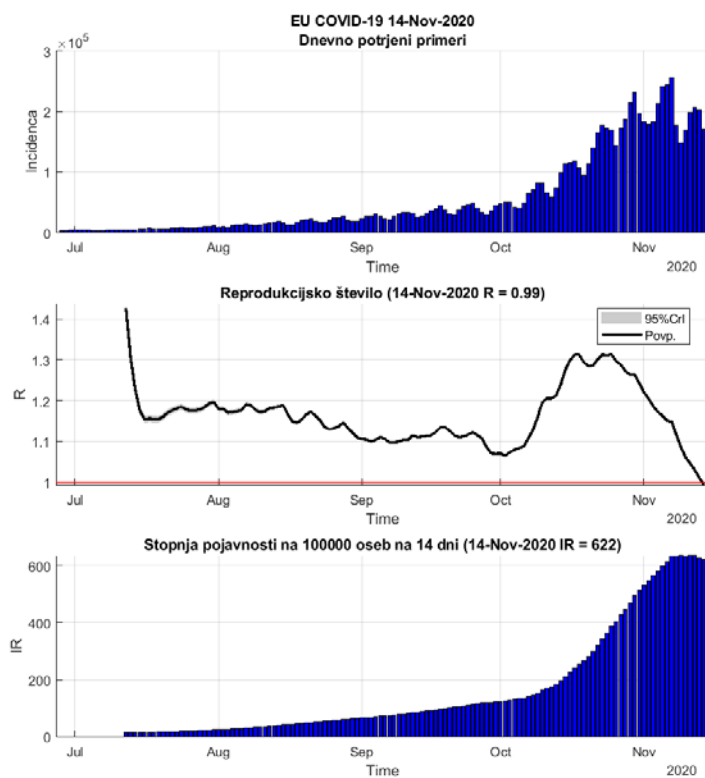 EU COVID-19 14-Nov-2020
Dnevno potrjeni primeri
×10^5
3
2
1
0
Incidenca
Jul Aug Sep Oct Nov
Time
2020
Reprodukcijsko število (14-Nov-2020 R = 0.99)
1.4
1.3
1.2
1.1
1
R
95%CrI
Povp.
Jul Aug Sep Oct Nov
Time
2020
Stopnja pojavnosti na 100000 oseb na 14 dni (14-Nov-2020 IR = 622)
600
400
200
0
IR
Jul Aug Sep Oct Nov
Time
2020